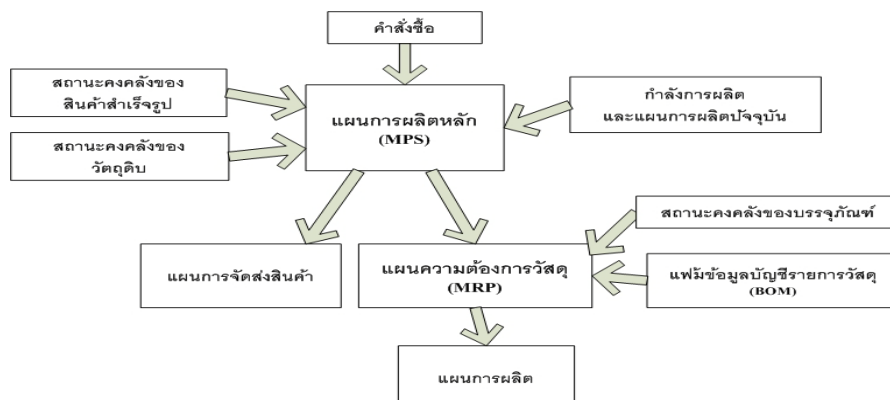 คำสั่งซื้อ
สถานะคงคลังของ
สินค้าสำเร็จรูป
แผนการผลิตหลัก
(MPS)
กำลังการผลิต
และแผนการผลิตปัจจุบัน
สถานะคงคลังของ
วัตถุดิบ
สถานะคงคลังของบรรจุภัณฑ์
แผนการจัดส่งสินค้า
แผนความต้องการวัสดุ
(MRP)
แฟ้มข้อมูลบัญชีรายการวัสดุ
(BOM)
แผนการผลิต